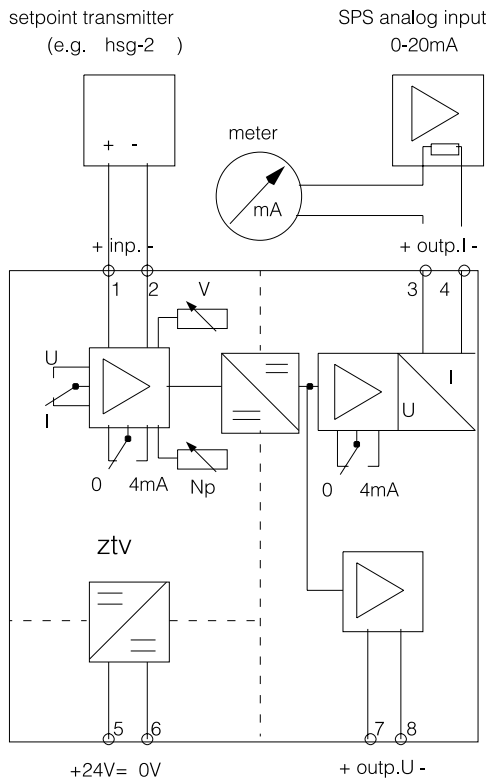 setpoint transmitter
(e.g. hsg-2 )
SPS analog input
0-20mA
+ -
meter
mA
+ inp. -
+ outp.I -
1 2
3 4
V
U
I
U
I
0 4mA
Np
0 4mA
ztv
5 6
7 8
+24V= 0V
+ outp.U -